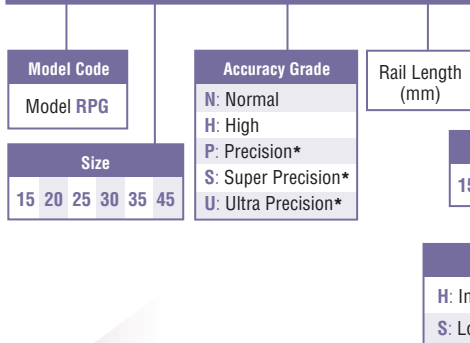 Model Code
Model RPG
Size
15 20 25 30 35 45
Accuracy Grade
N: Normal
H: High
P: Precision*
S: Super Precision*
U: Ultra Precision*
Rail Length
(mm)
H:
S: